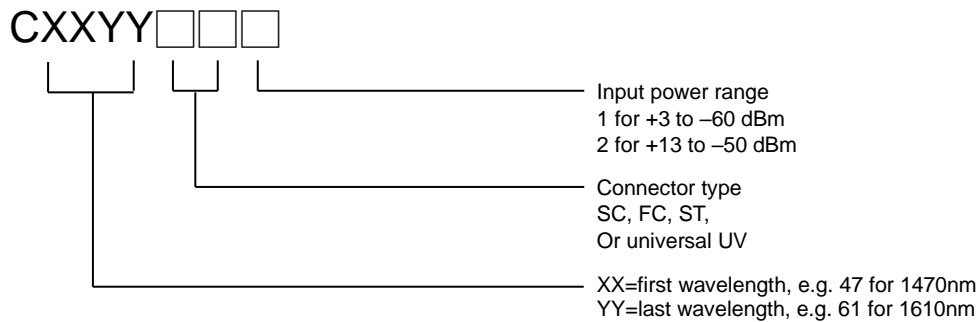 CXXYY□□□
Input power range
1 for +3 to –60 dBm
2 for +13 to –50 dBm
Connector type
SC, FC, ST,
Or universal UV
XX=first wavelength, e.g. 47 for 1470nm
YY=last wavelength, e.g. 61 for 1610nm